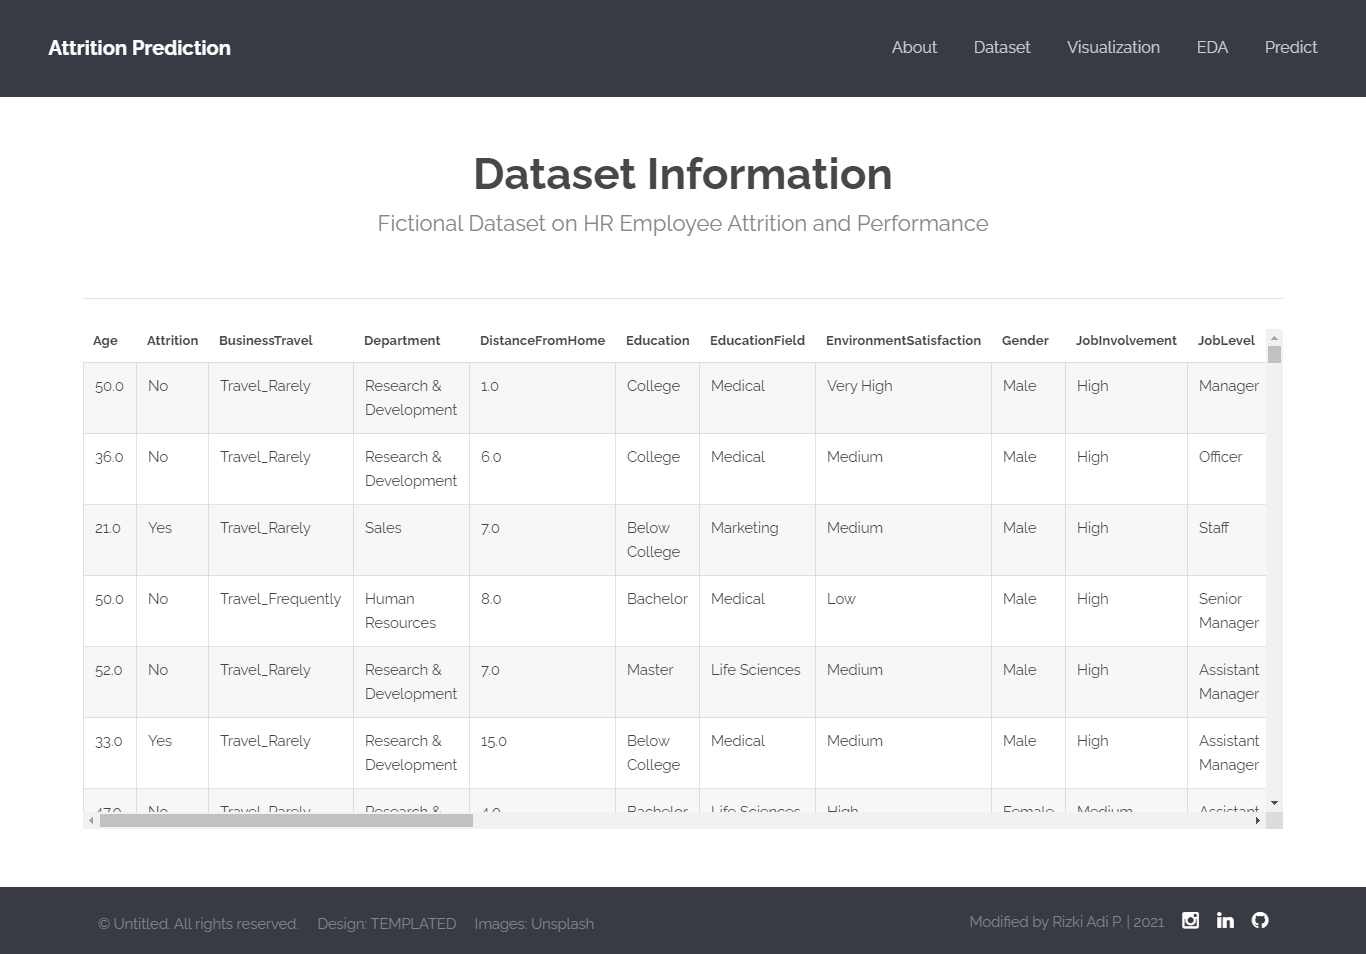 Attrition Prediction
About Dataset Visualization EDA Predict
Dataset Information
Fictional Dataset on HR Employee Attrition and Performance
Age Attrition BusinessTravel Department DistanceFromHome Education EducationField EnvironmentSatisfaction Gender JobInvolvement JobLevel
50.0 No Travel_Rarely Research & 1.0 College Medical Very High Male High Manager
Development
36.0 No Travel_Rarely Research & 6.0 College Medical Medium Male High Officer
Development
21.0 Yes Travel_Rarely Sales 7.0 Below Marketing Medium Male High Staff
College
50.0 No Travel_Frequently Human 8.0 Bachelor Medical Low Male High Senior
Resources Manager
52.0 No Travel_Rarely Research & 7.0 Master Life Sciences Medium Male High Assistant
Development Manager
33.0 Yes Travel_Rarely Research & 15.0 Below Medical Medium Male High Assistant
Development College Manager
47.0 No Travel_Rarely Research & 4.0 Bachelor Life Sciences High Female Medium Assistant
© Untitled. All rights reserved. Design: TEMPLATED Images: Unsplash
Modified by Rizki Adi P. | 2021